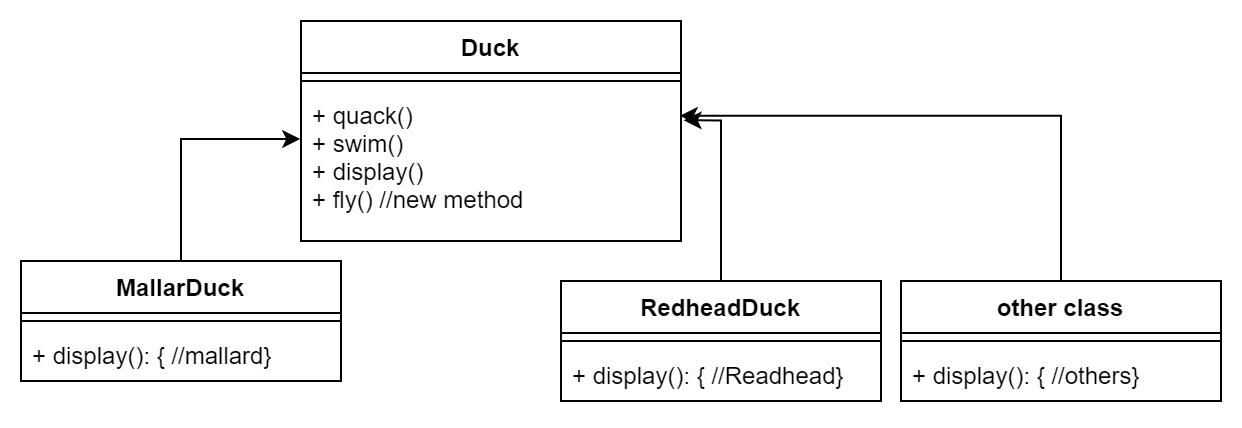 Duck
+ quack()
+ swim()
+ display()
+ fly() //new method
MallarDuck
+ display(): { //mallard}
RedheadDuck
+ display(): { //Readhead}
other class
+ display(): { //others}